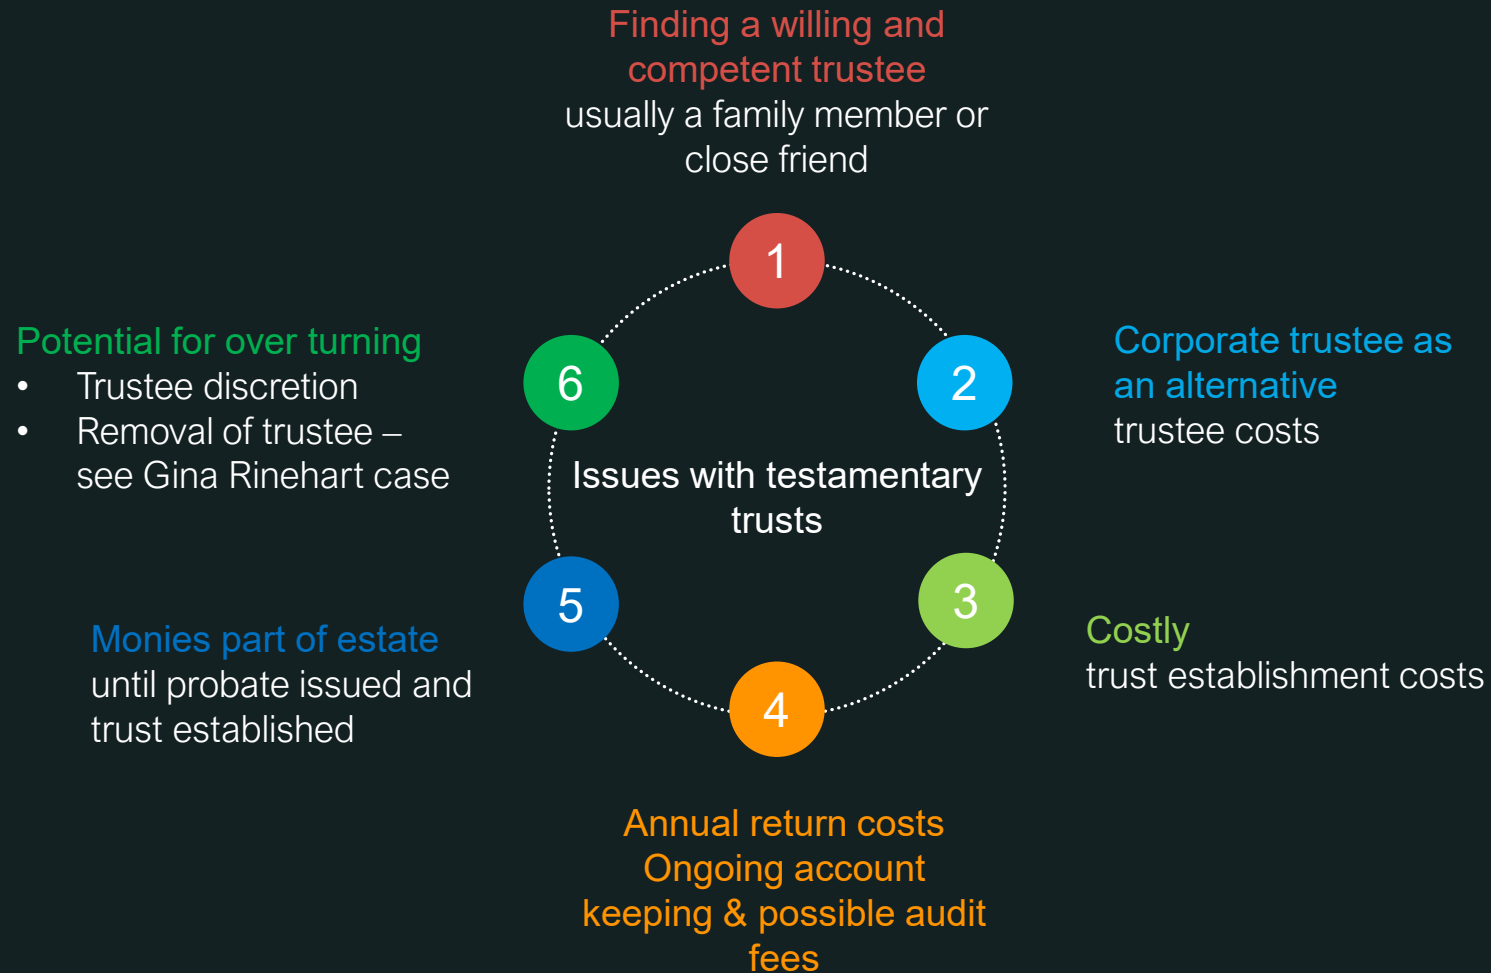 Finding a willing and
competent trustee
usually a family member or
close friend
1
2
Corporate trustee as
an alternative
trustee costs
3
Costly
trust establishment costs
4
Annual return costs
Ongoing account
keeping & possible audit
fees
5
Monies part of estate
until probate issued and
trust established
6
Potential for over turning
• Trustee discretion
• Removal of trustee –
see Gina Rinehart case
Issues with testamentary
trusts